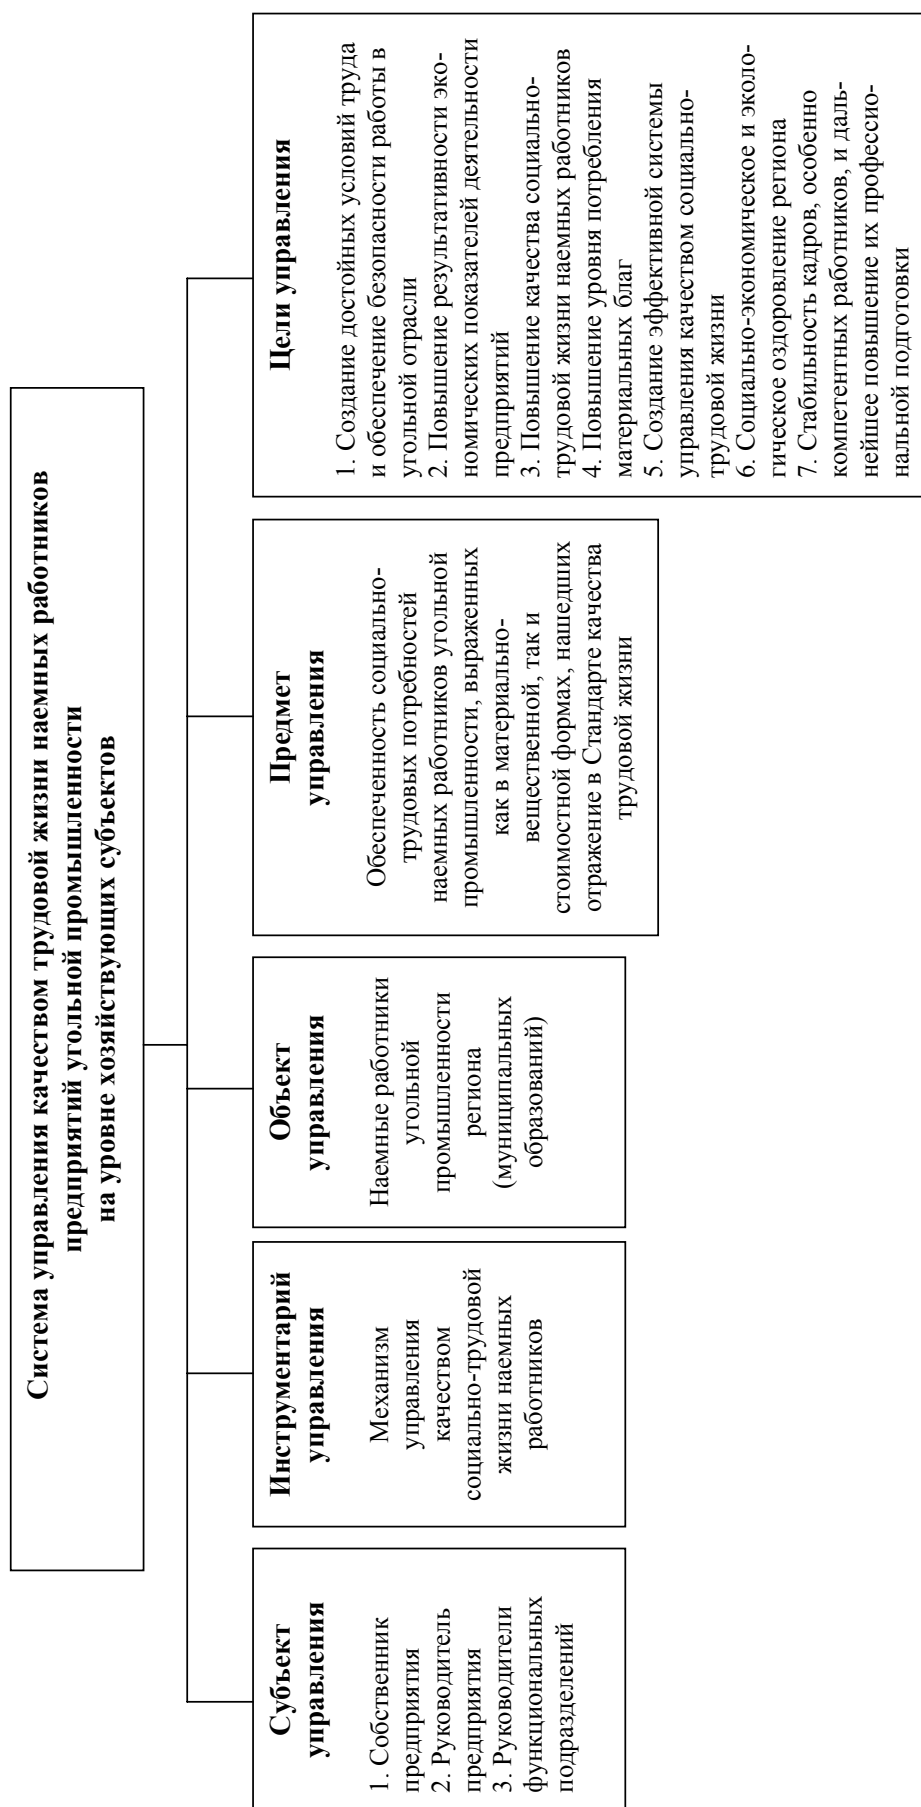 Система управления качеством трудовой жизни наемных работников
предприятий угольной промышленности
на уровне хозяйствующих субъектов
Субъект
управления
1. Собственник
предприятия
2. Руководитель
предприятия
3. Руководители
функциональных
подразделений
Инструментарий
управления
Механизм
управления
качеством
социально-трудовой
жизни наемных
работников
Объект
управления
Наемные работники
угольной
промышленности
региона
(муниципальных
образований)
Предмет
управления
Обеспеченность социально-
трудовых потребностей
наемных работников угольной
промышленности, выраженных
как в материально-
вещественной, так и
стоимостной формах, нашедших
отражение в Стандарте качества
трудовой жизни
Цели управления
1. Создание достойных условий труда
и обеспечение безопасности работы в
угольной отрасли
2. Повышение результативности эко-
номических показателей деятельности
предприятий
3. Повышение качества социально-
трудовой жизни наемных работников
4. Повышение уровня потребления
материальных благ
5. Создание эффективной системы
управления качеством социально-
трудовой жизни
6. Социально-экономическое и эколо-
гическое оздоровление региона
7. Стабильность кадров, особенно
компетентных работников, и даль-
нейшее повышение их профессио-
нальной подготовки